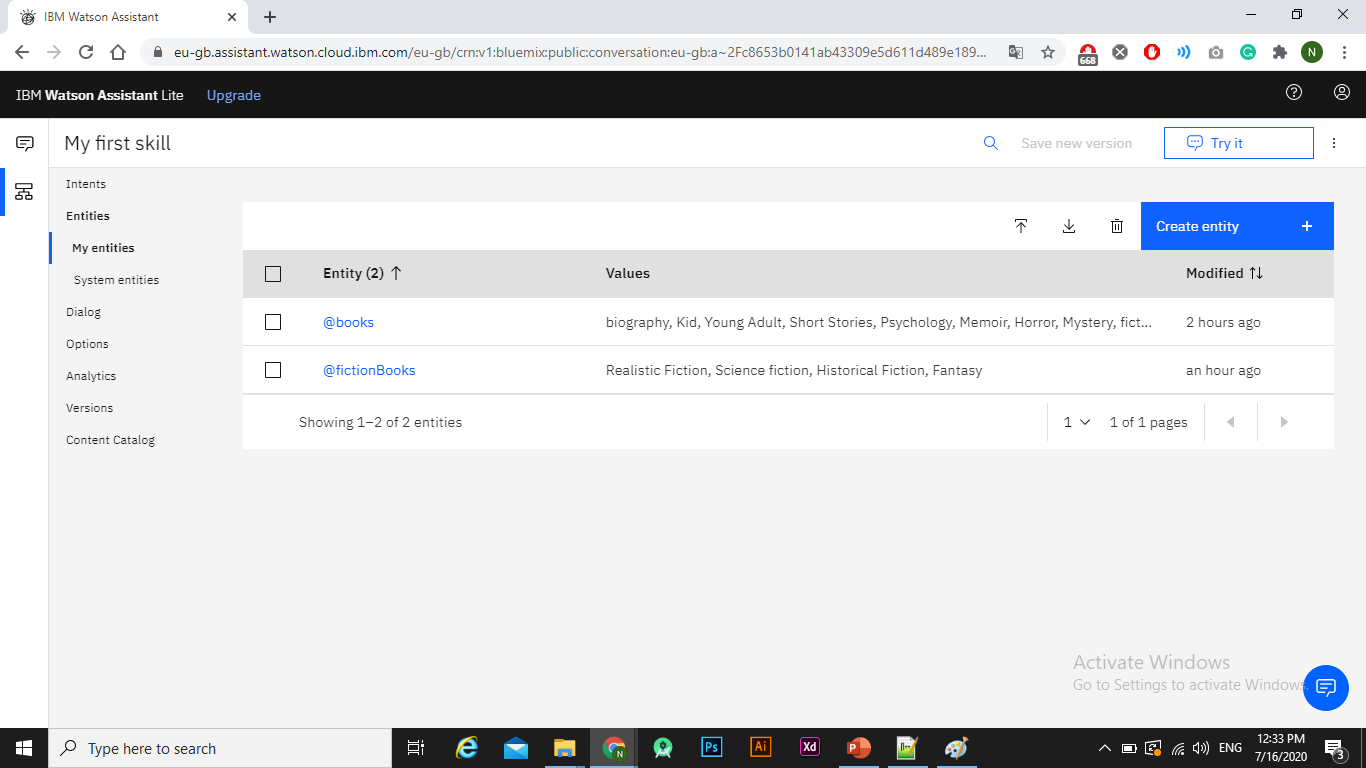 IBM Watson Assistant
eu-gb.assistant.watson.cloud.ibm.com/eu-gb/crn:v1:bluemix:public:conversation:eu-gb:a~2Fc8653b0141ab43309e5d611d489e189...
668
N
IBM Watson Assistant Lite Upgrade
My first skill
Save new version
Try it
Intents
Entities
My entities
System entities
Dialog
Options
Analytics
Versions
Content Catalog
Create entity +
Entity (2) Values Modified
@books biography, Kid, Young Adult, Short Stories, Psychology, Memoir, Horror, Mystery, fict... 2 hours ago
@fictionBooks Realistic Fiction, Science fiction, Historical Fiction, Fantasy an hour ago
Showing 1–2 of 2 entities 1 1 of 1 pages
Activate Windows
Go to Settings to activate Windows.
Type here to search
N
Ps
Ai
Xd
P
ENG
12:33 PM
7/16/2020
3